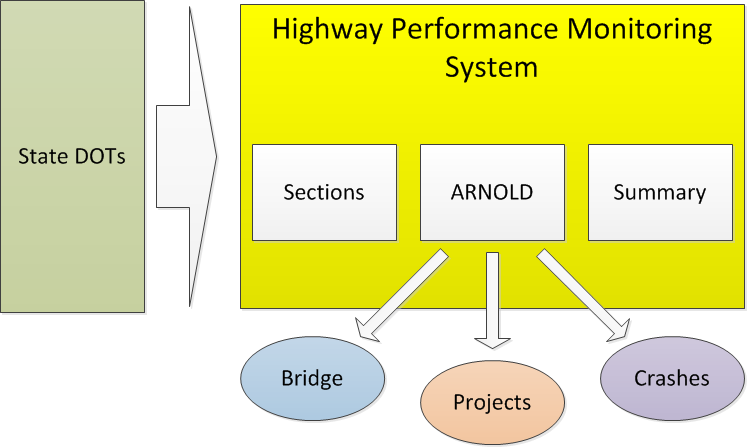 Highway Performance Monitoring
System
State DOTs
Sections
ARNOLD
Summary
Bridge
Projects
Crashes